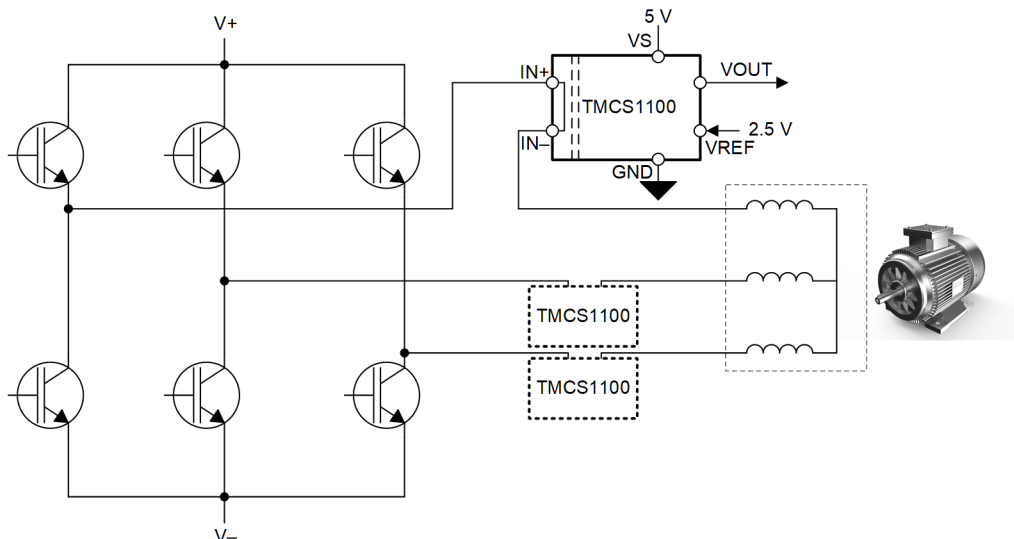 V+
5 V
VS
IN+
VOUT
TMCS1100
2.5 V
IN–
VREF
GND
TMCS1100
TMCS1100
V–